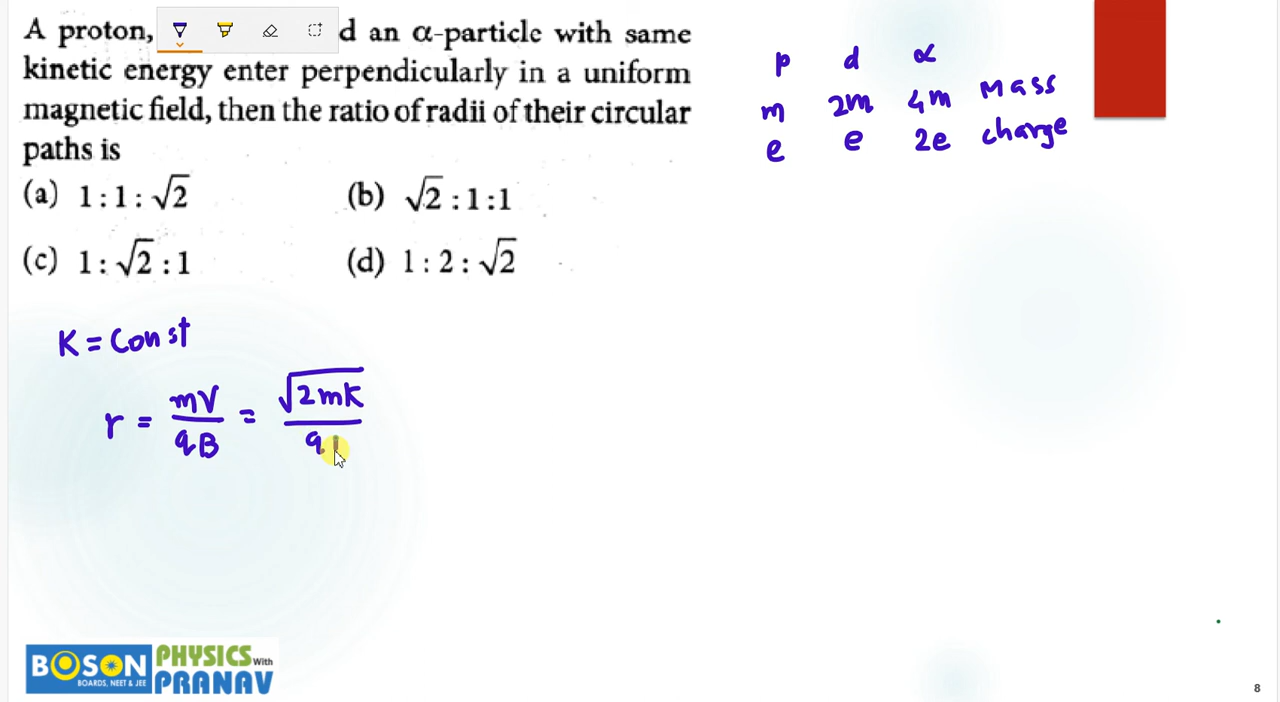 A proton, d an α-particle with same
kinetic energy enter perpendicularly in a uniform
magnetic field, then the ratio of radii of their circular
paths is
(a) 1 : 1 : √2 (b) √2 : 1 : 1
(c) 1 : √2 : 1 (d) 1 : 2 : √2
p d α
m 2m 4m Mass
e e 2e charge
K = Const
r = mV/qB = √2mK/q
BOSON PHYSICS With
BOARDS, NEET & JEE PRANAV
8